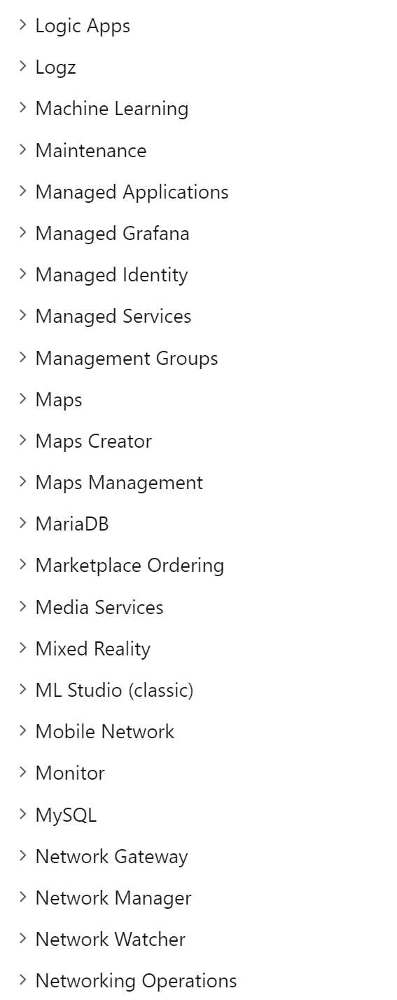 Logic Apps
Logz
Machine Learning
Maintenance
Managed Applications
Managed Grafana
Managed Identity
Managed Services
Management Groups
Maps
Maps Creator
Maps Management
MariaDB
Marketplace Ordering
Media Services
Mixed Reality
ML Studio (classic)
Mobile Network
Monitor
MySQL
Network Gateway
Network Manager
Network Watcher
Networking Operations